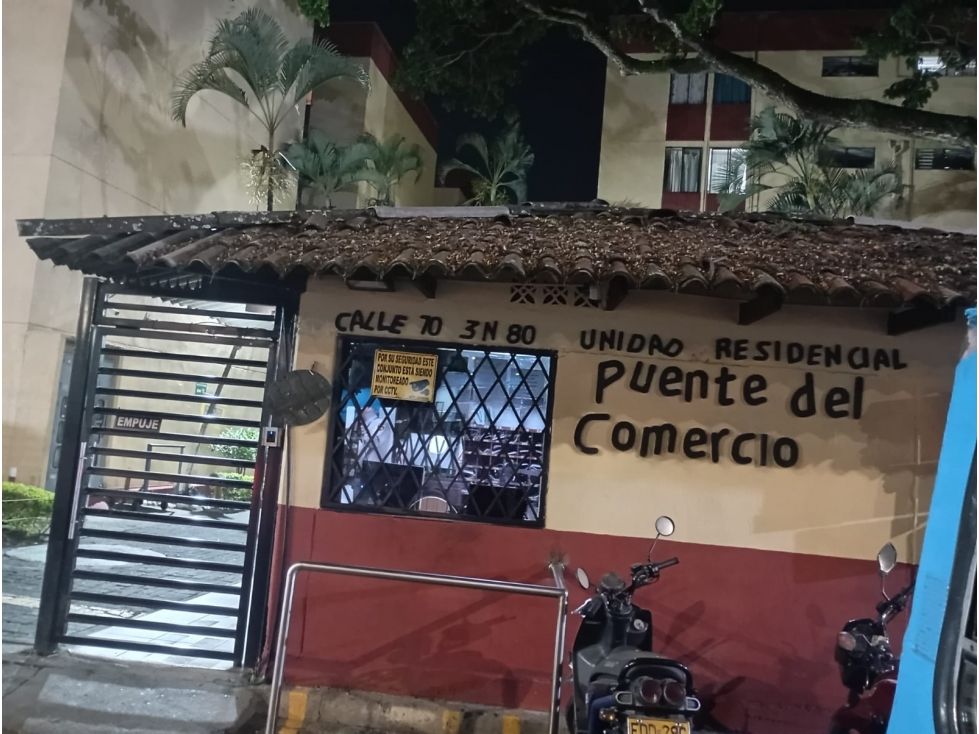 CALLE 70 3N 80
UNIDAD RESIDENCIAL
Puente del
Comercio
POR SU SEGURIDAD ESTE
CONJUNTO ESTA SIENDO
MONITOREADO
POR CCTV.
EMPUJE